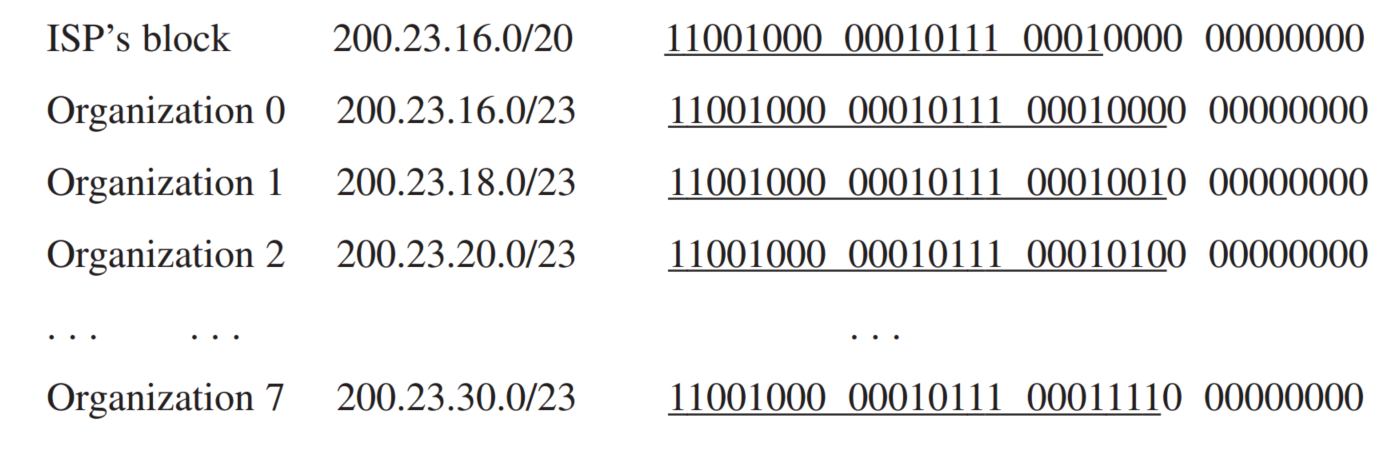 ISP’s block 200.23.16.0/20 11001000 00010111 00010000 00000000
Organization 0 200.23.16.0/23 11001000 00010111 00010000 00000000
Organization 1 200.23.18.0/23 11001000 00010111 00010010 00000000
Organization 2 200.23.20.0/23 11001000 00010111 00010100 00000000
. . . . . . . . .
Organization 7 200.23.30.0/23 11001000 00010111 00011110 00000000